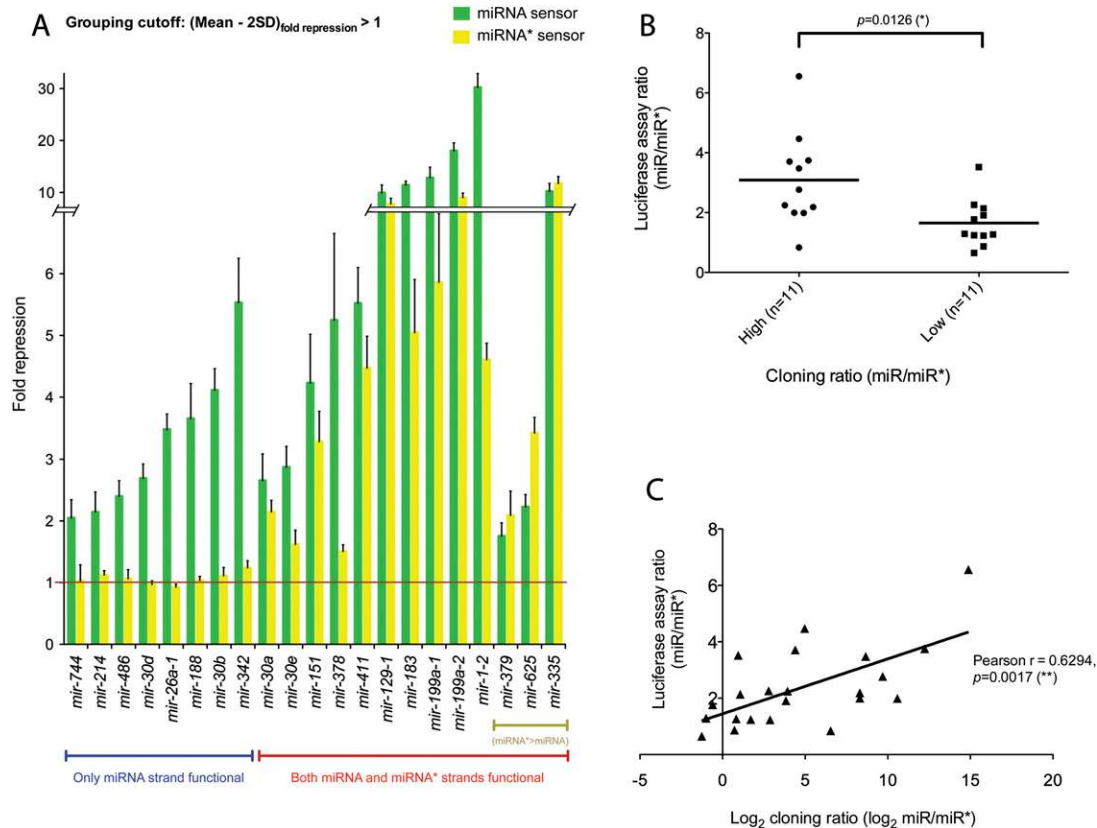 A
Grouping cutoff: (Mean - 2SD)fold repression > 1
miRNA sensor
miRNA* sensor
Fold repression
30
20
10
6
5
4
3
2
1
0
mir-744
mir-214
mir-486
mir-30d
mir-26a-1
mir-188
mir-30b
mir-342
mir-30a
mir-30e
mir-151
mir-378
mir-411
mir-129-1
mir-183
mir-199a-1
mir-199a-2
mir-1-2
mir-379
mir-625
mir-335
(miRNA*>miRNA)
Only miRNA strand functional
Both miRNA and miRNA* strands functional
B
p=0.0126 (*)
Luciferase assay ratio
(miR/miR*)
8
6
4
2
0
High (n=11)
Low (n=11)
Cloning ratio (miR/miR*)
C
Luciferase assay ratio
(miR/miR*)
8
6
4
2
0
Pearson r = 0.6294,
p=0.0017 (**)
-5
0
5
10
15
20
Log2 cloning ratio (log2 miR/miR*)